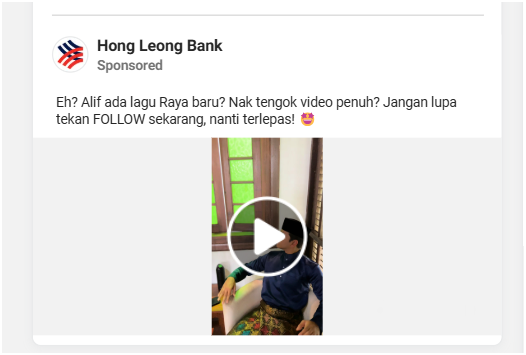 Hong Leong Bank
Sponsored
Eh? Alif ada lagu Raya baru? Nak tengok video penuh? Jangan lupa
tekan FOLLOW sekarang, nanti terlepas! 🤩